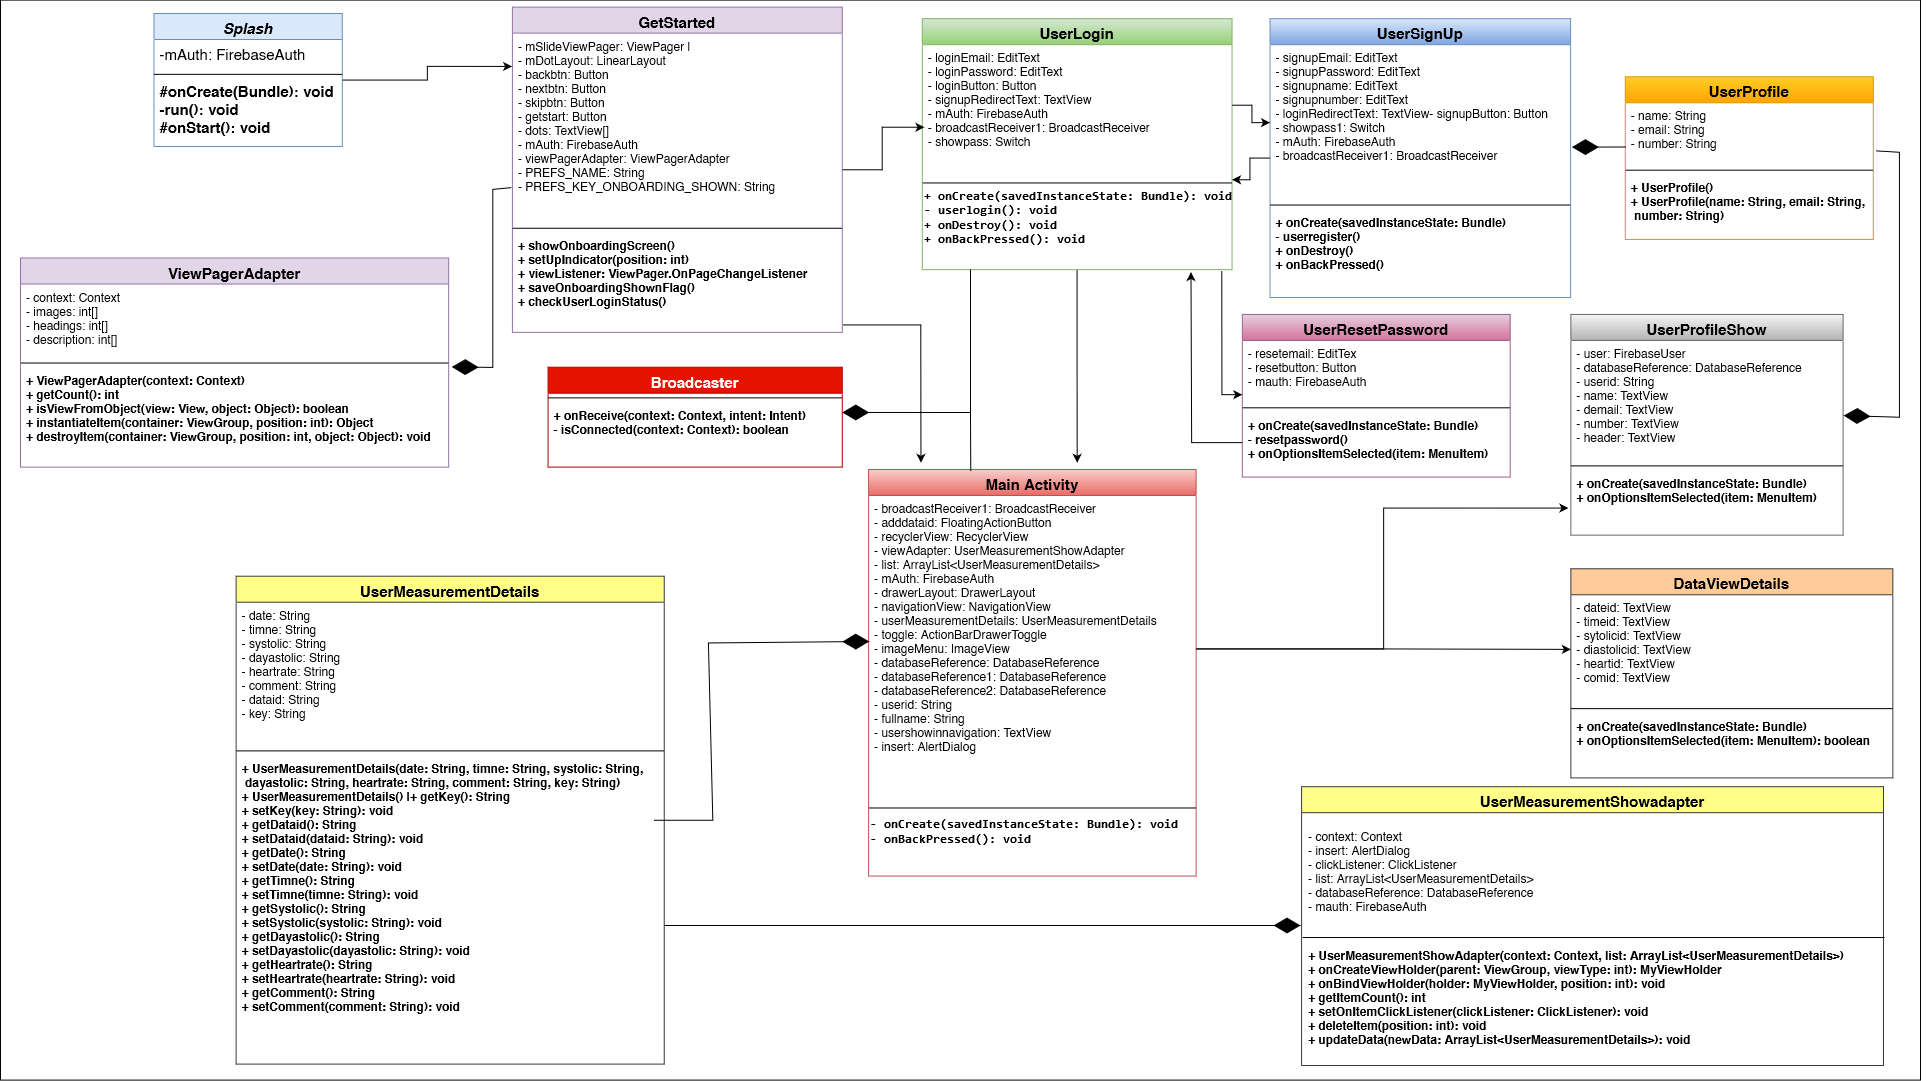 Splash
-mAuth: FirebaseAuth
#onCreate(Bundle): void
-run(): void
#onStart(): void
GetStarted
- mSlideViewPager: ViewPager |
- mDotLayout: LinearLayout
- backbtn: Button
- nextbtn: Button
- skipbtn: Button
- getstart: Button
- dots: TextView[]
- mAuth: FirebaseAuth
- viewPagerAdapter: ViewPagerAdapter
- PREFS_NAME: String
- PREFS_KEY_ONBOARDING_SHOWN: String
+ showOnboardingScreen()
+ setUpIndicator(position: int)
+ viewListener: ViewPager.OnPageChangeListener
+ saveOnboardingShownFlag()
+ checkUserLoginStatus()
UserLogin
- loginEmail: EditText
- loginPassword: EditText
- loginButton: Button
- signupRedirectText: TextView
- mAuth: FirebaseAuth
- broadcastReceiver1: BroadcastReceiver
- showpass: Switch
+ onCreate(savedInstanceState: Bundle): void
- userlogin(): void
+ onDestroy(): void
+ onBackPressed(): void
UserSignUp
- signupEmail: EditText
- signupPassword: EditText
- signupname: EditText
- signupnumber: EditText
- loginRedirectText: TextView- signupButton: Button
- showpass1: Switch
- mAuth: FirebaseAuth
- broadcastReceiver1: BroadcastReceiver
+ onCreate(savedInstanceState: Bundle)
- userregister()
+ onDestroy()
+ onBackPressed()
UserProfile
- name: String
- email: String
- number: String
+ UserProfile()
+ UserProfile(name: String, email: String,
number: String)
ViewPagerAdapter
- context: Context
- images: int[]
- headings: int[]
- description: int[]
+ ViewPagerAdapter(context: Context)
+ getCount(): int
+ isViewFromObject(view: View, object: Object): boolean
+ instantiateItem(container: ViewGroup, position: int): Object
+ destroyItem(container: ViewGroup, position: int, object: Object): void
Broadcaster
+ onReceive(context: Context, intent: Intent)
- isConnected(context: Context): boolean
UserResetPassword
- resetemail: EditTex
- resetbutton: Button
- mauth: FirebaseAuth
+ onCreate(savedInstanceState: Bundle)
- resetpassword()
+ onOptionsItemSelected(item: MenuItem)
UserProfileShow
- user: FirebaseUser
- databaseReference: DatabaseReference
- userid: String
- name: TextView
- demail: TextView
- number: TextView
- header: TextView
+ onCreate(savedInstanceState: Bundle)
+ onOptionsItemSelected(item: MenuItem)
Main Activity
- broadcastReceiver1: BroadcastReceiver
- adddataid: FloatingActionButton
- recyclerView: RecyclerView
- viewAdapter: UserMeasurementShowAdapter
- list: ArrayList<UserMeasurementDetails>
- mAuth: FirebaseAuth
- drawerLayout: DrawerLayout
- navigationView: NavigationView
- userMeasurementDetails: UserMeasurementDetails
- toggle: ActionBarDrawerToggle
- imageMenu: ImageView
- databaseReference: DatabaseReference
- databaseReference1: DatabaseReference
- databaseReference2: DatabaseReference
- userid: String
- fullname: String
- usershowinnavigation: TextView
- insert: AlertDialog
- onCreate(savedInstanceState: Bundle): void
- onBackPressed(): void
UserMeasurementDetails
- date: String
- timne: String
- systolic: String
- dayastolic: String
- heartrate: String
- comment: String
- dataid: String
- key: String
+ UserMeasurementDetails(date: String, timne: String, systolic: String,
dayastolic: String, heartrate: String, comment: String, key: String)
+ UserMeasurementDetails() |+ getKey(): String
+ setKey(key: String): void
+ getDataid(): String
+ setDataid(dataid: String): void
+ getDate(): String
+ setDate(date: String): void
+ getTimne(): String
+ setTimne(timne: String): void
+ getSystolic(): String
+ setSystolic(systolic: String): void
+ getDayastolic(): String
+ setDayastolic(dayastolic: String): void
+ getHeartrate(): String
+ setHeartrate(heartrate: String): void
+ getComment(): String
+ setComment(comment: String): void
DataViewDetails
- dateid: TextView
- timeid: TextView
- sytolicid: TextView
- diastolicid: TextView
- heartid: TextView
- comid: TextView
+ onCreate(savedInstanceState: Bundle)
+ onOptionsItemSelected(item: MenuItem): boolean
UserMeasurementShowadapter
- context: Context
- insert: AlertDialog
- clickListener: ClickListener
- list: ArrayList<UserMeasurementDetails>
- databaseReference: DatabaseReference
- mauth: FirebaseAuth
+ UserMeasurementShowAdapter(context: Context, list: ArrayList<UserMeasurementDetails>)
+ onCreateViewHolder(parent: ViewGroup, viewType: int): MyViewHolder
+ onBindViewHolder(holder: MyViewHolder, position: int): void
+ getItemCount(): int
+ setOnItemClickListener(clickListener: ClickListener): void
+ deleteItem(position: int): void
+ updateData(newData: ArrayList<UserMeasurementDetails>): void